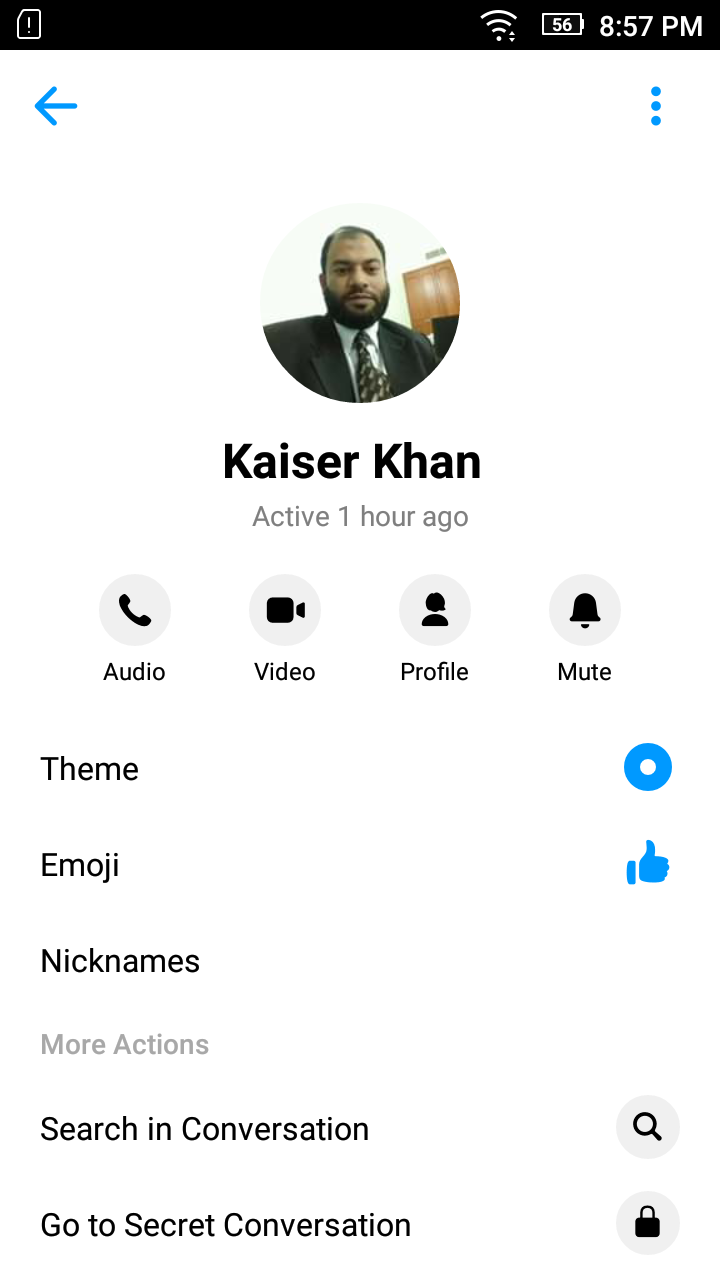 56 8:57 PM
Kaiser Khan
Active 1 hour ago
Audio Video Profile Mute
Theme
Emoji
Nicknames
More Actions
Search in Conversation
Go to Secret Conversation